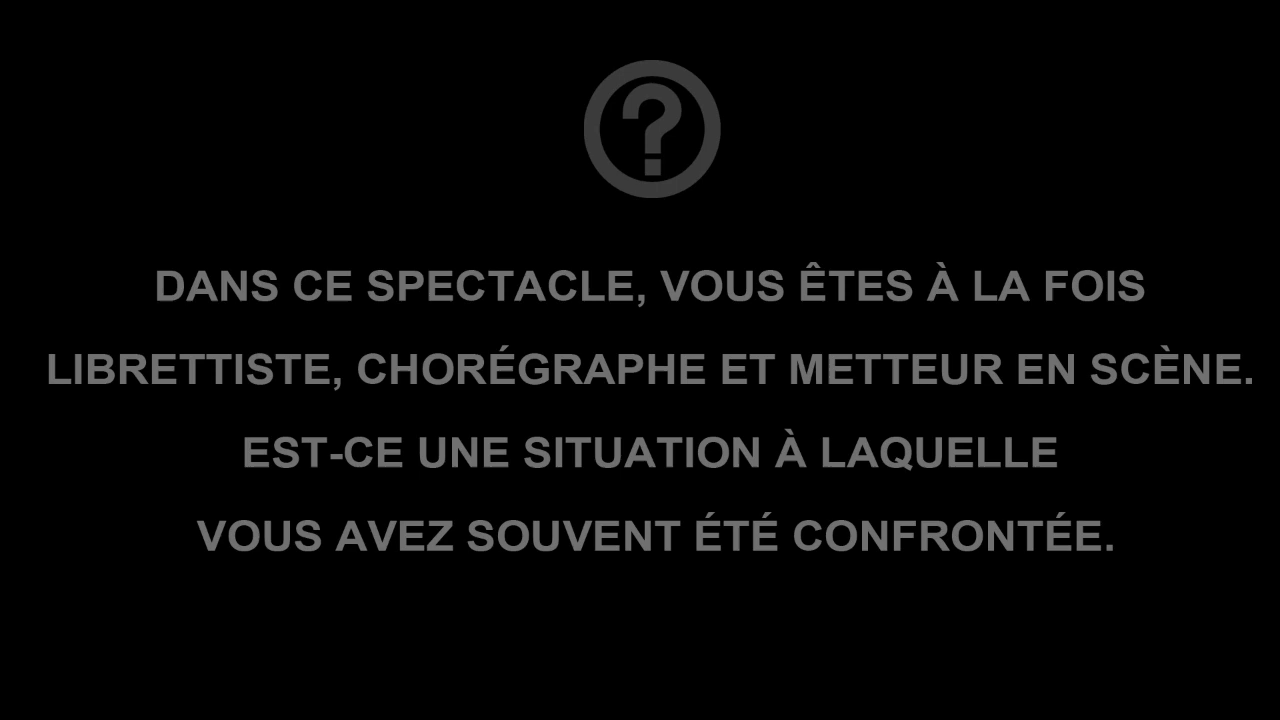 DANS CE SPECTACLE, VOUS ÊTES À LA FOIS
LIBRETTISTE, CHORÉGRAPHE ET METTEUR EN SCÈNE.
EST-CE UNE SITUATION À LAQUELLE
VOUS AVEZ SOUVENT ÉTÉ CONFRONTÉE.